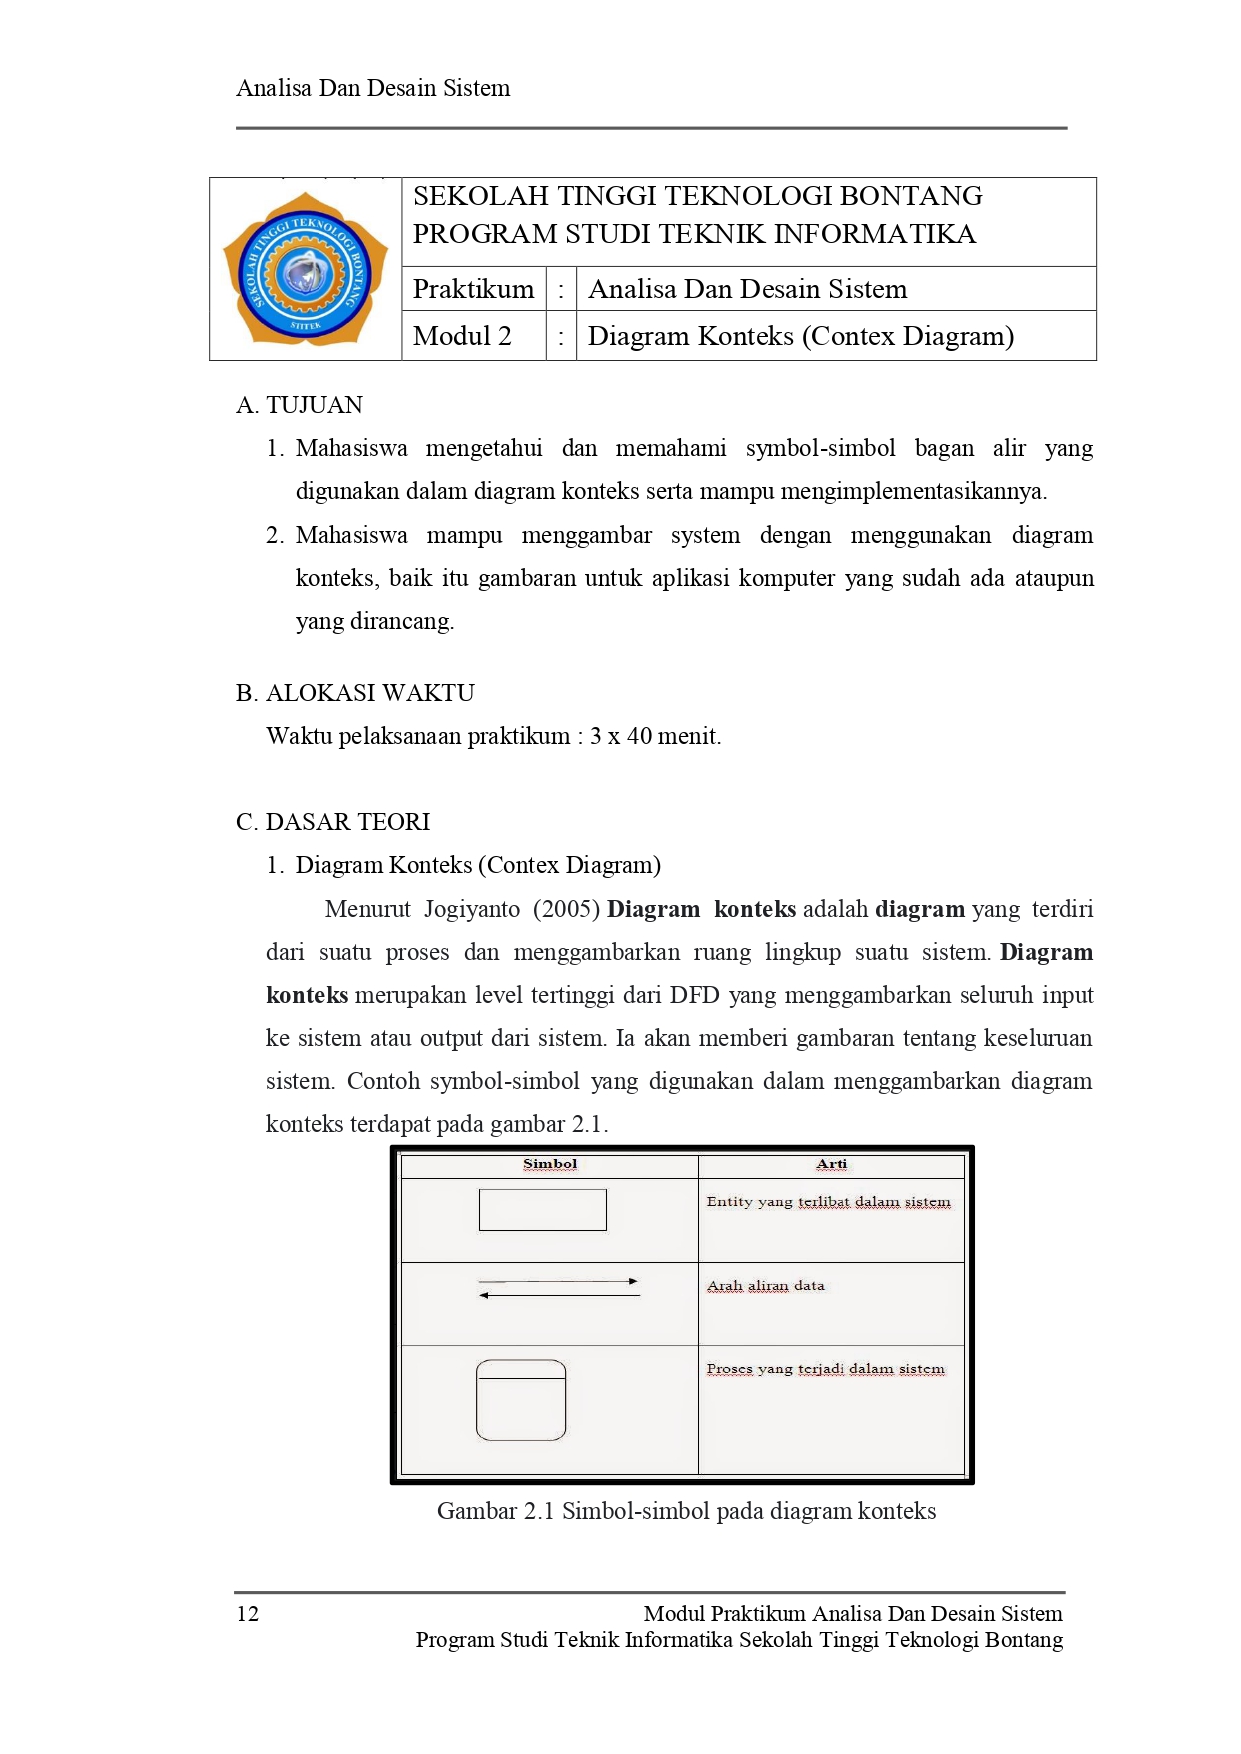 Analisa Dan Desain Sistem
SEKOLAH TINGGI TEKNOLOGI BONTANG
STITEK
SEKOLAH TINGGI TEKNOLOGI BONTANG
PROGRAM STUDI TEKNIK INFORMATIKA
Praktikum : Analisa Dan Desain Sistem
Modul 2 : Diagram Konteks (Contex Diagram)
A. TUJUAN
1. Mahasiswa mengetahui dan memahami symbol-simbol bagan alir yang
digunakan dalam diagram konteks serta mampu mengimplementasikannya.
2. Mahasiswa mampu menggambar system dengan menggunakan diagram
konteks, baik itu gambaran untuk aplikasi komputer yang sudah ada ataupun
yang dirancang.
B. ALOKASI WAKTU
Waktu pelaksanaan praktikum : 3 x 40 menit.
C. DASAR TEORI
1. Diagram Konteks (Contex Diagram)
Menurut Jogiyanto (2005) Diagram konteks adalah diagram yang terdiri
dari suatu proses dan menggambarkan ruang lingkup suatu sistem. Diagram
konteks merupakan level tertinggi dari DFD yang menggambarkan seluruh input
ke sistem atau output dari sistem. Ia akan memberi gambaran tentang keseluruan
sistem. Contoh symbol-simbol yang digunakan dalam menggambarkan diagram
konteks terdapat pada gambar 2.1.
Simbol Arti
Entity yang terlibat dalam sistem
Arah aliran data
Proses yang terjadi dalam sistem
Gambar 2.1 Simbol-simbol pada diagram konteks
12 Modul Praktikum Analisa Dan Desain Sistem
Program Studi Teknik Informatika Sekolah Tinggi Teknologi Bontang